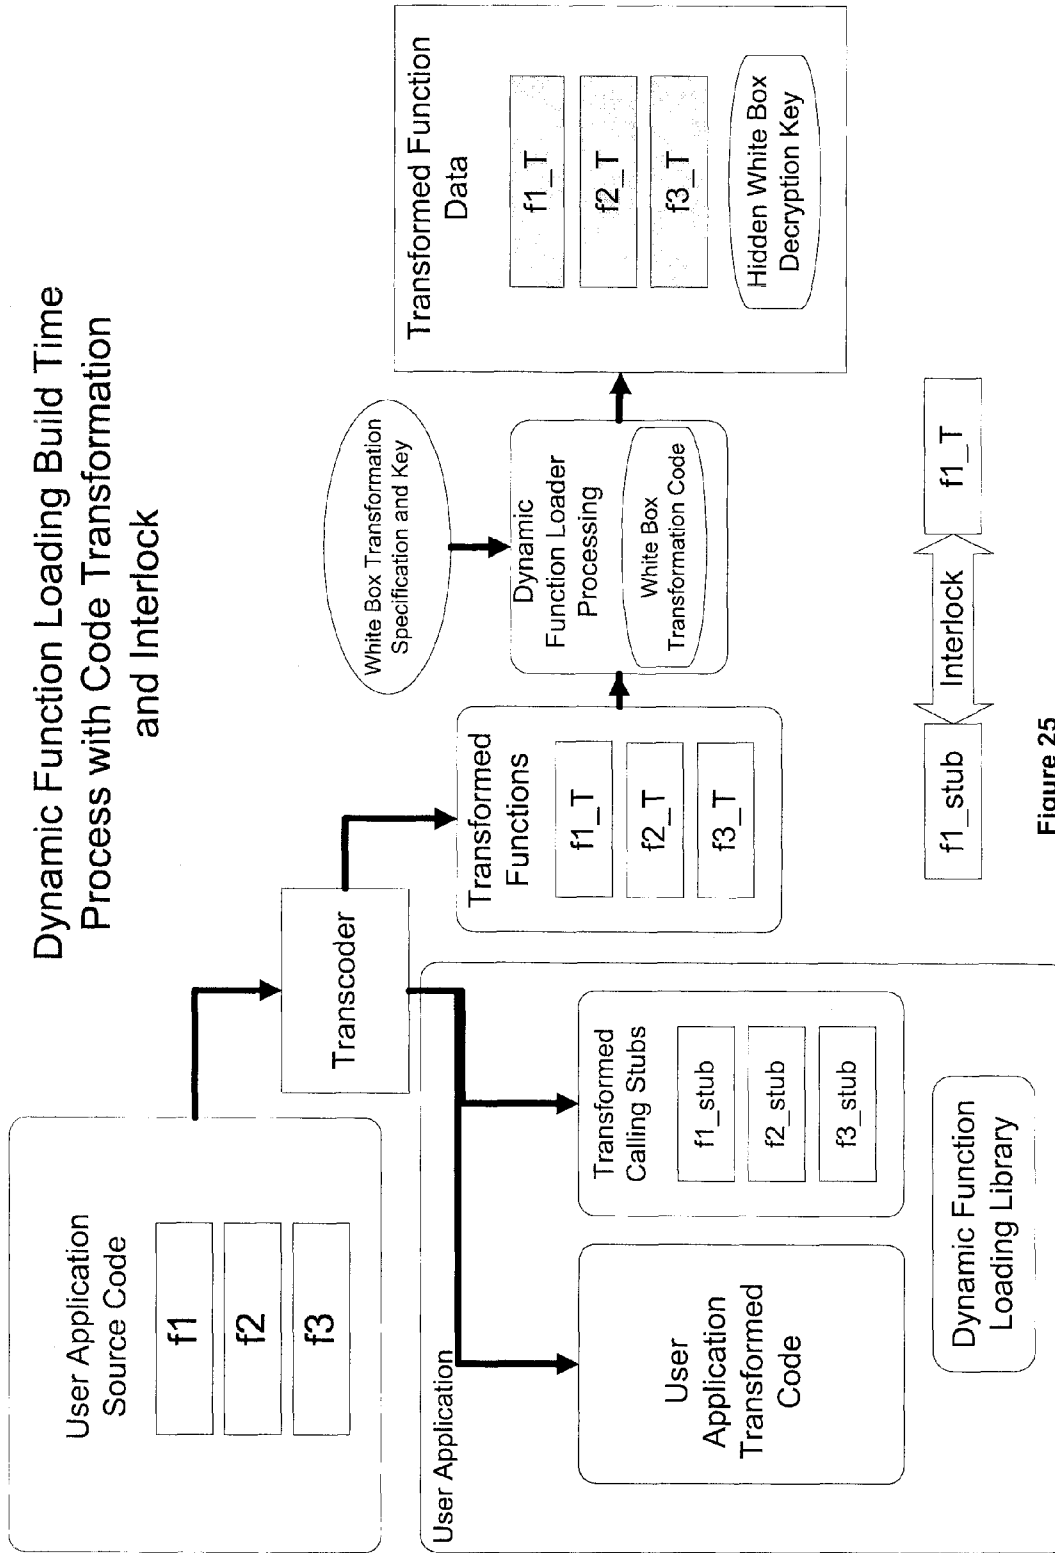 Dynamic Function Loading Build Time
Process with Code Transformation
and Interlock
User Application
Source Code
f1
f2
f3
Transcoder
User Application
User
Application
Transformed
Code
Transformed
Calling Stubs
f1_stub
f2_stub
f3_stub
Dynamic Function
Loading Library
Transformed
Functions
f1_T
f2_T
f3_T
White Box Transformation
Specification and Key
Dynamic
Function Loader
Processing
White Box
Transformation Code
Transformed Function
Data
f1_T
f2_T
f3_T
Hidden White Box
Decryption Key
f1_stub
Interlock
f1_T
Figure 25